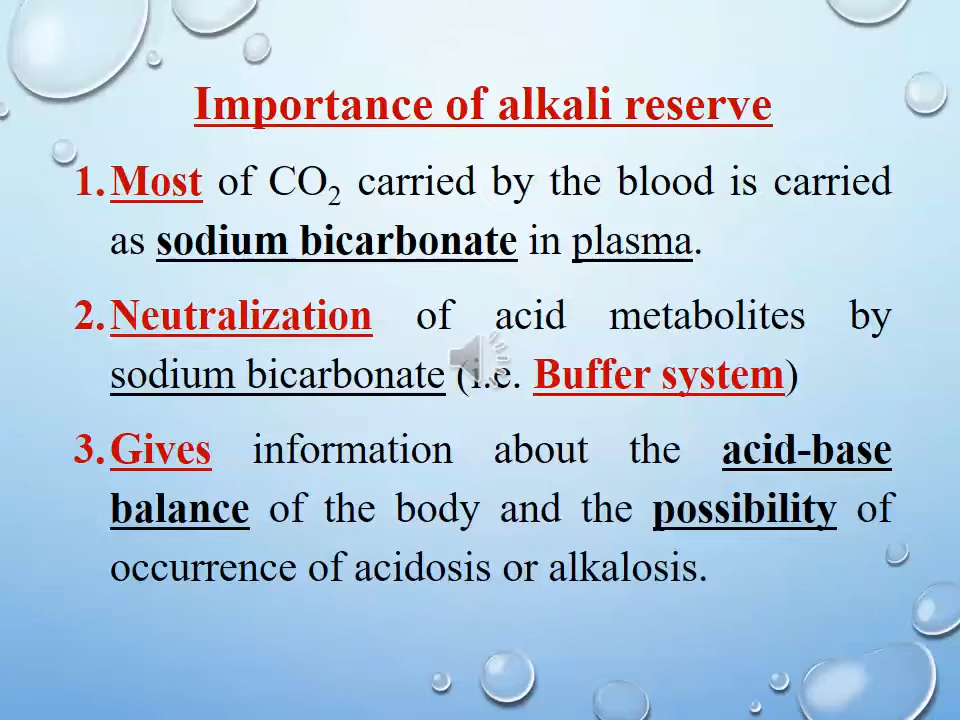 Importance of alkali reserve
1. Most of CO2 carried by the blood is carried
as sodium bicarbonate in plasma.
2. Neutralization of acid metabolites by
sodium bicarbonate (i.e. Buffer system)
3. Gives information about the acid-base
balance of the body and the possibility of
occurrence of acidosis or alkalosis.